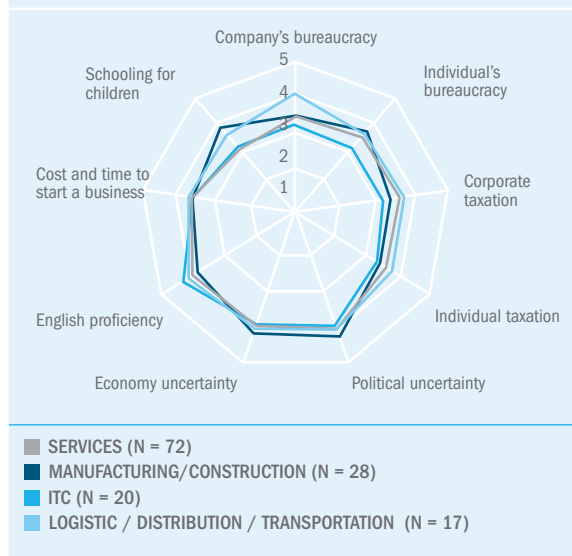 Company's bureaucracy
5
4
3
2
1
Schooling for
children
Individual's
bureaucracy
Cost and time to
start a business
Corporate
taxation
English proficiency
Individual taxation
Economy uncertainty
Political uncertainty
SERVICES (N = 72)
MANUFACTURING/CONSTRUCTION (N = 28)
ITC (N = 20)
LOGISTIC / DISTRIBUTION / TRANSPORTATION (N = 17)